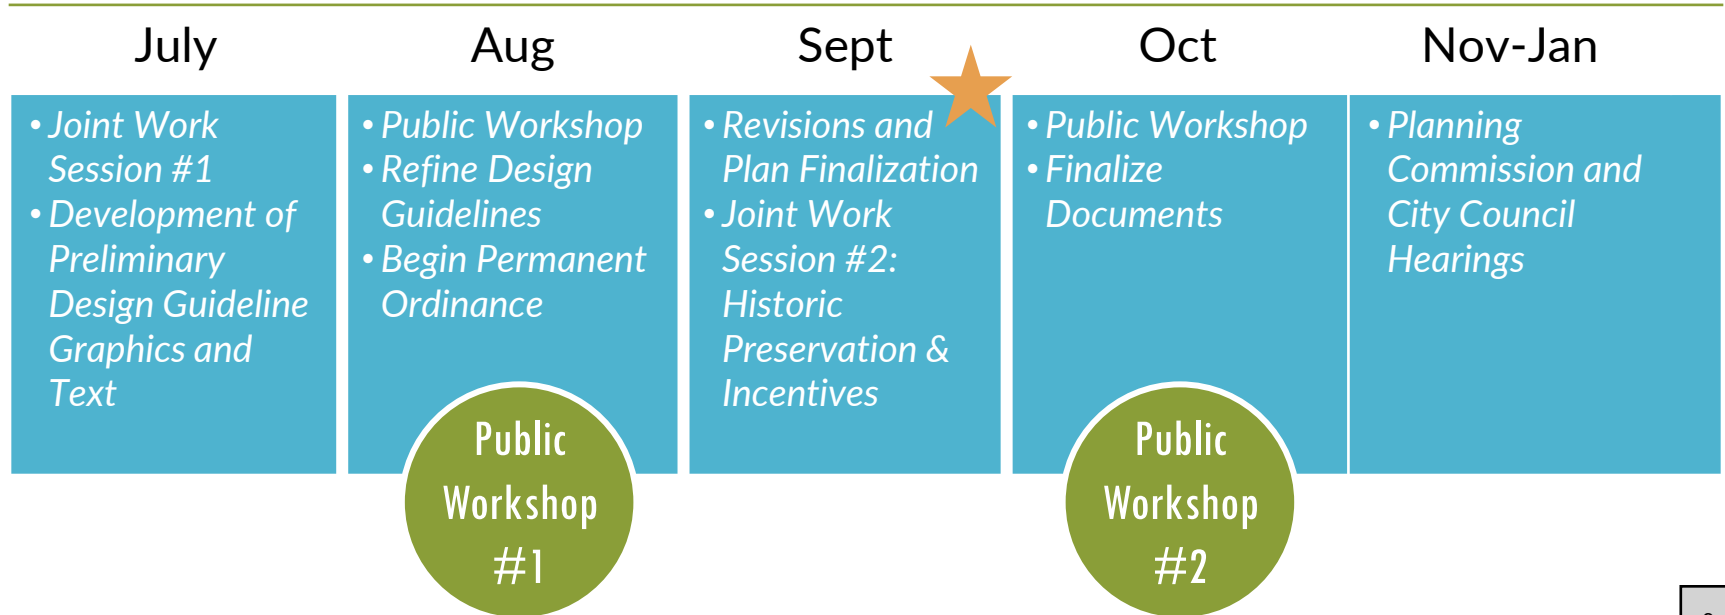 July
• Joint Work
Session #1
• Development of
Preliminary
Design Guideline
Graphics and
Text
Aug
• Public Workshop
• Refine Design
Guidelines
• Begin Permanent
Ordinance
Public
Workshop
#1
Sept
• Revisions and
Plan Finalization
• Joint Work
Session #2:
Historic
Preservation &
Incentives
Oct
• Public Workshop
• Finalize
Documents
Public
Workshop
#2
Nov-Jan
• Planning
Commission and
City Council
Hearings